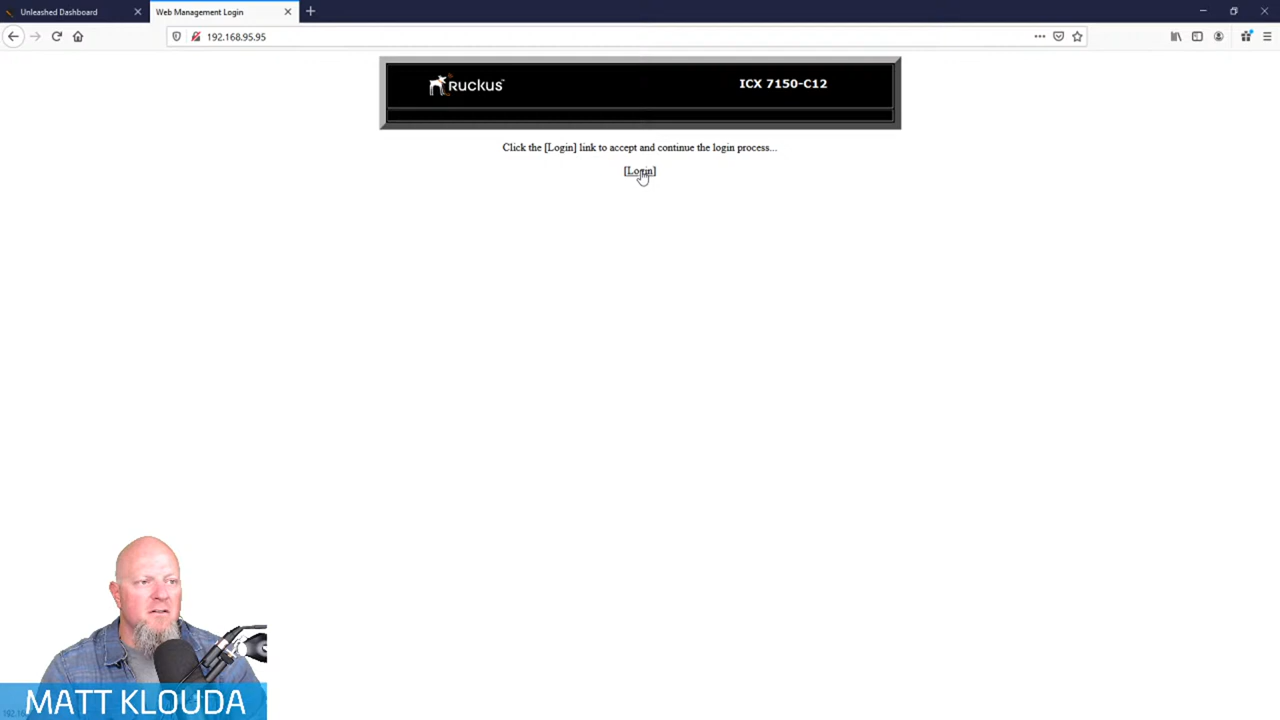 Unleashed Dashboard
Web Management Login
192.168.95.95
Ruckus
ICX 7150-C12
Click the [Login] link to accept and continue the login process...
[Login]
MATT KLOUDA